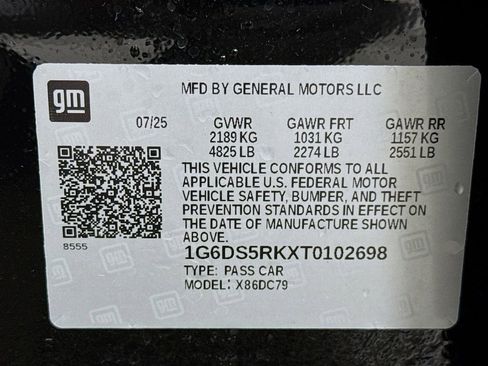 gm
MFD BY GENERAL MOTORS LLC
07/25 GVWR GAWR FRT GAWR RR
2189 KG 1031 KG 1157 KG
4825 LB 2274 LB 2551 LB
THIS VEHICLE CONFORMS TO ALL
APPLICABLE U.S. FEDERAL MOTOR
VEHICLE SAFETY, BUMPER, AND THEFT
PREVENTION STANDARDS IN EFFECT ON
THE DATE OF MANUFACTURE SHOWN
ABOVE.
8555
1G6DS5RKXT0102698
TYPE: PASS CAR
MODEL: X86DC79